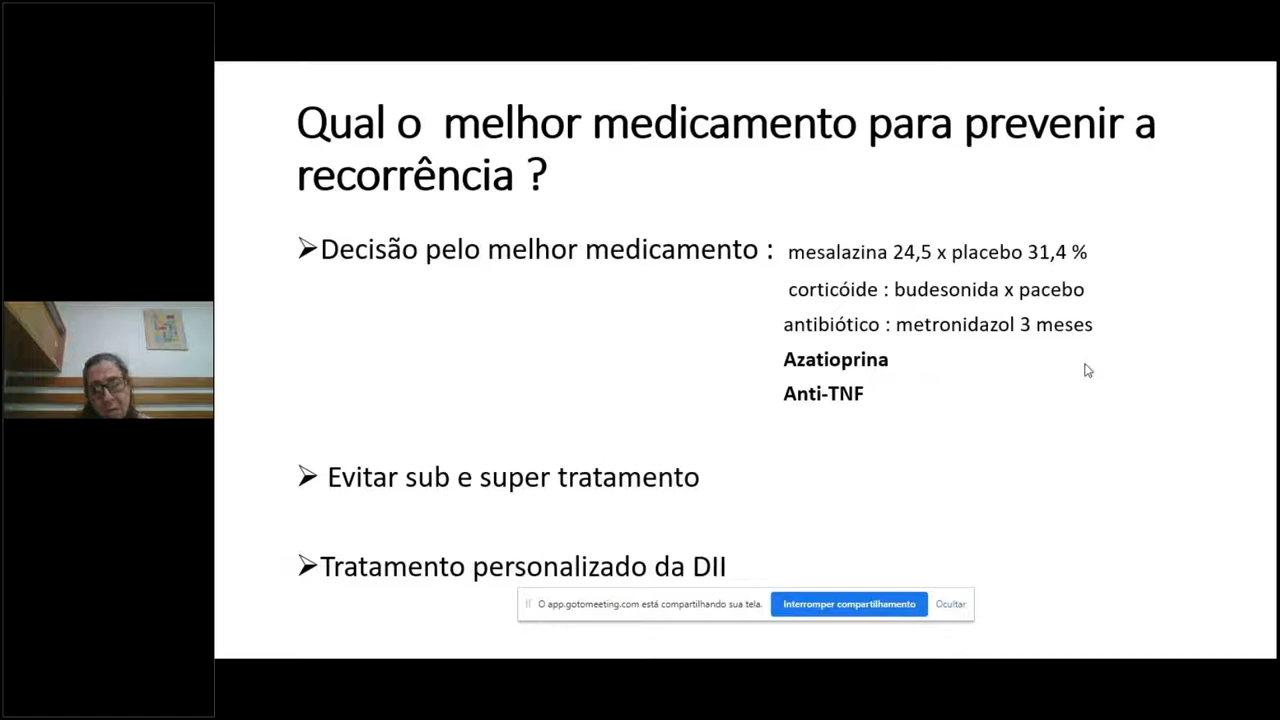 Qual o melhor medicamento para prevenir a
recorrência ?
➢Decisão pelo melhor medicamento : mesalazina 24,5 x placebo 31,4 %
corticóide : budesonida x pacebo
antibiótico : metronidazol 3 meses
Azatioprina
Anti-TNF
➢ Evitar sub e super tratamento
➢Tratamento personalizado da DII
O app.gotomeeting.com está compartilhando sua tela. Interromper compartilhamento Ocultar